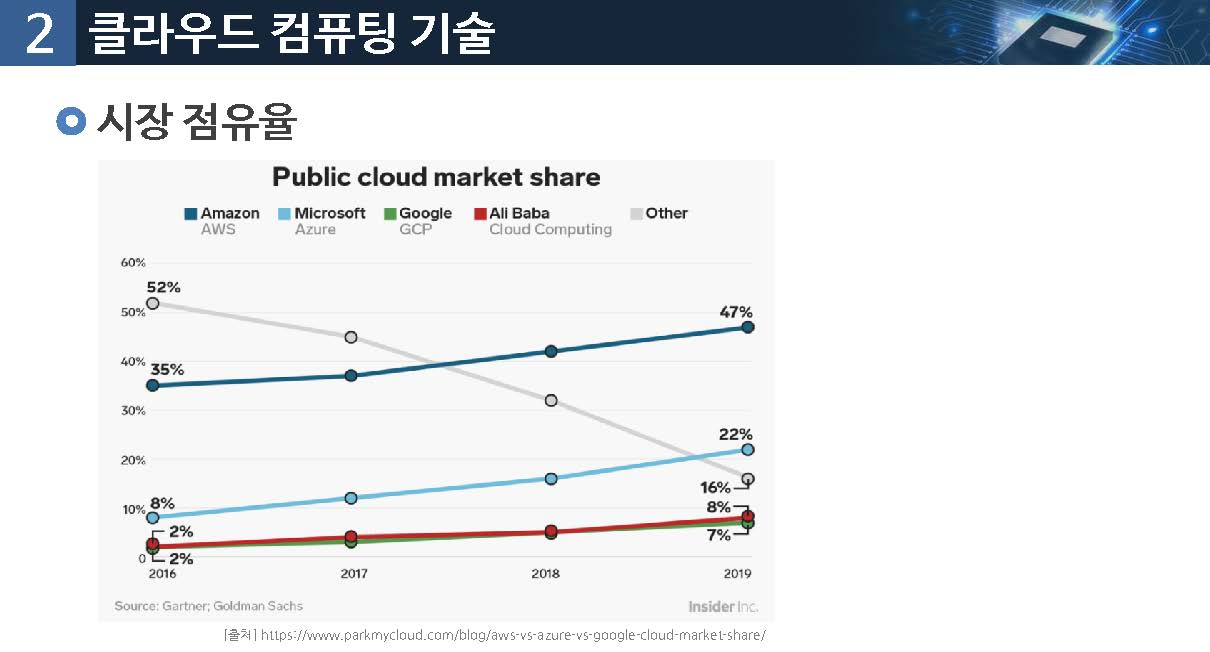 2 클라우드 컴퓨팅 기술
시장 점유율
Public cloud market share
Amazon Microsoft Google Ali Baba Other
AWS Azure GCP Cloud Computing
60%
52%
50%
47%
40%
35%
30%
22%
20%
16%
10%
8%
8%
2%
7%
0
2%
2016 2017 2018 2019
Source: Gartner; Goldman Sachs
Insider Inc.
[출처] https://www.parkmycloud.com/blog/aws-vs-azure-vs-google-cloud-market-share/